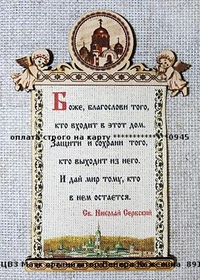 Боже, благослови того,
кто входит в этот дом.
оплата строго на карту ************0945
Защити и сохрани того,
кто выходит из него.
И дай мир тому, кто
в нем остается.
Св. Николай Сербский